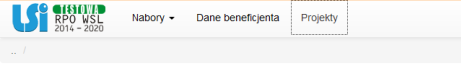 LSI TESTOWA
RPO WSL
2014 – 2020
Nabory Dane beneficjenta Projekty
.. /